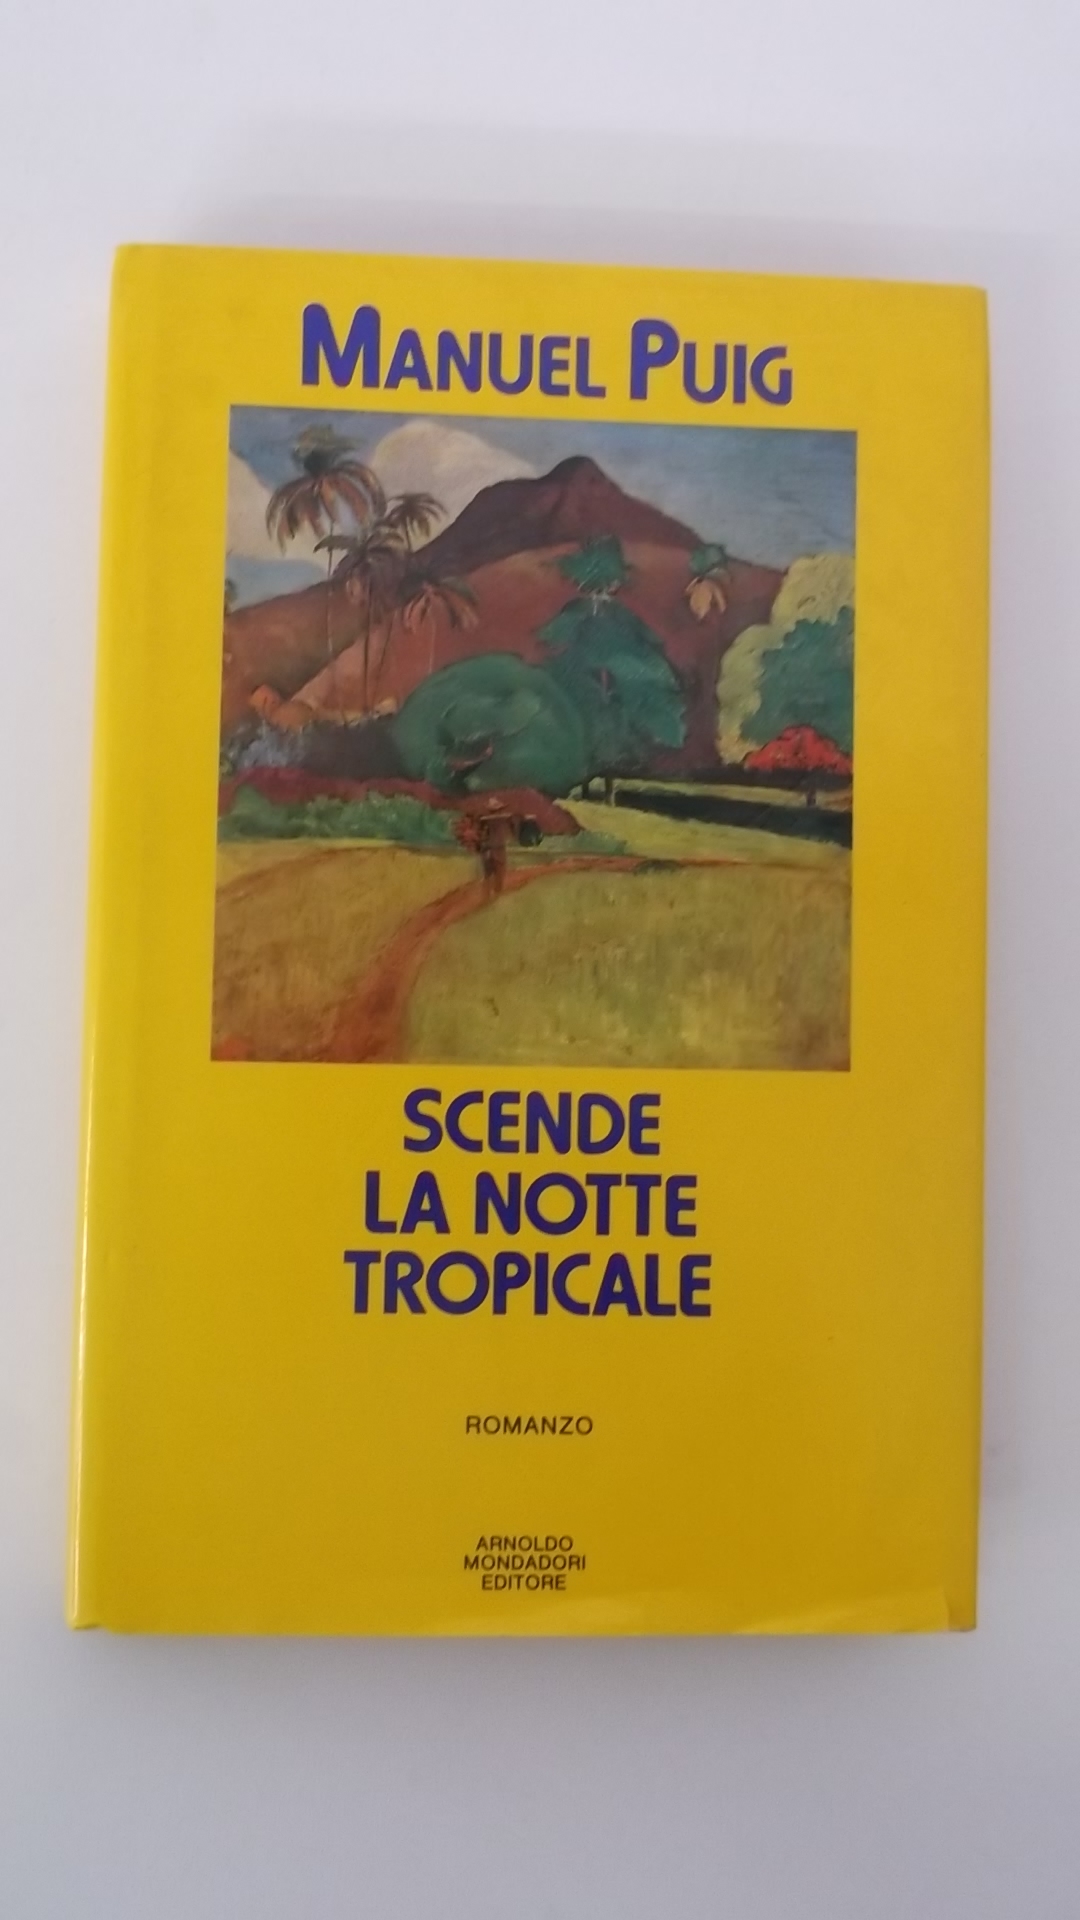 MANUEL PUIG
SCENDE
LA NOTTE
TROPICALE
ROMANZO
ARNOLDO
MONDADORI
EDITORE